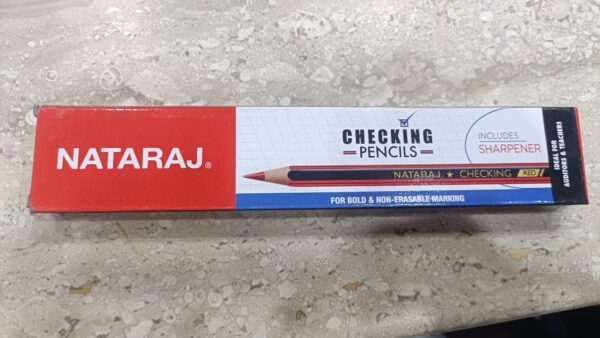 NATARAJ®
CHECKING
PENCILS
INCLUDES
SHARPENER
NATARAJ ★ CHECKING RED
FOR BOLD & NON-ERASABLE MARKING
IDEAL FOR
AUDITORS & TEACHERS